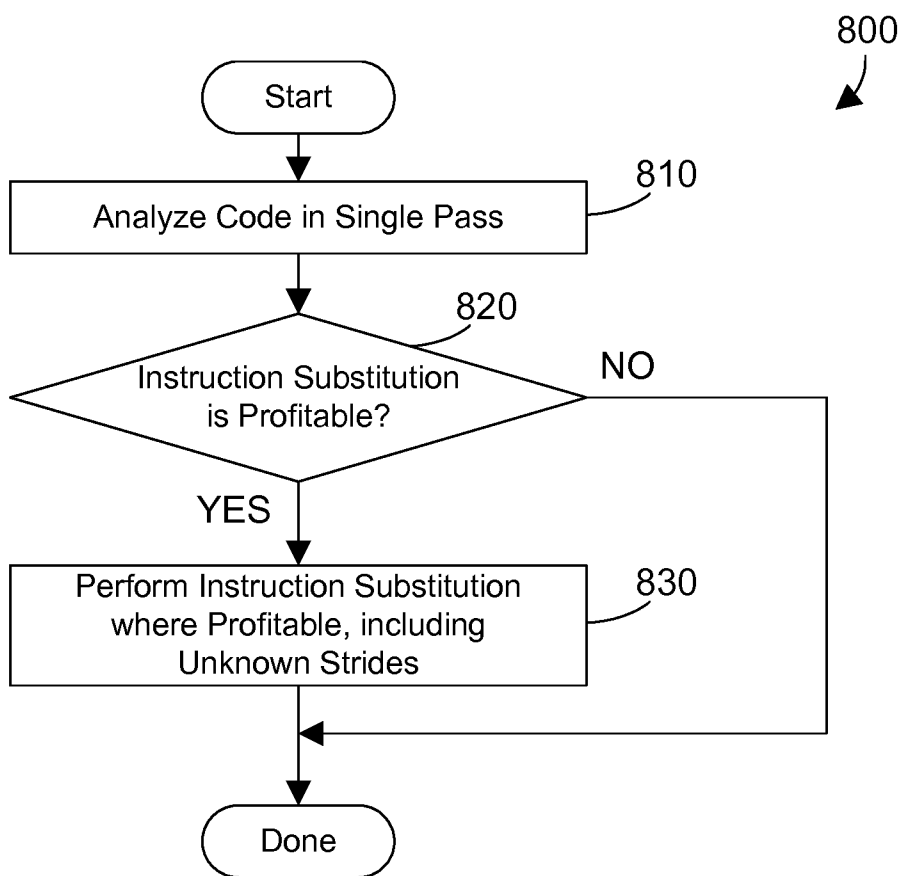 800
Start
810
Analyze Code in Single Pass
820
Instruction Substitution
is Profitable?
NO
YES
830
Perform Instruction Substitution
where Profitable, including
Unknown Strides
Done